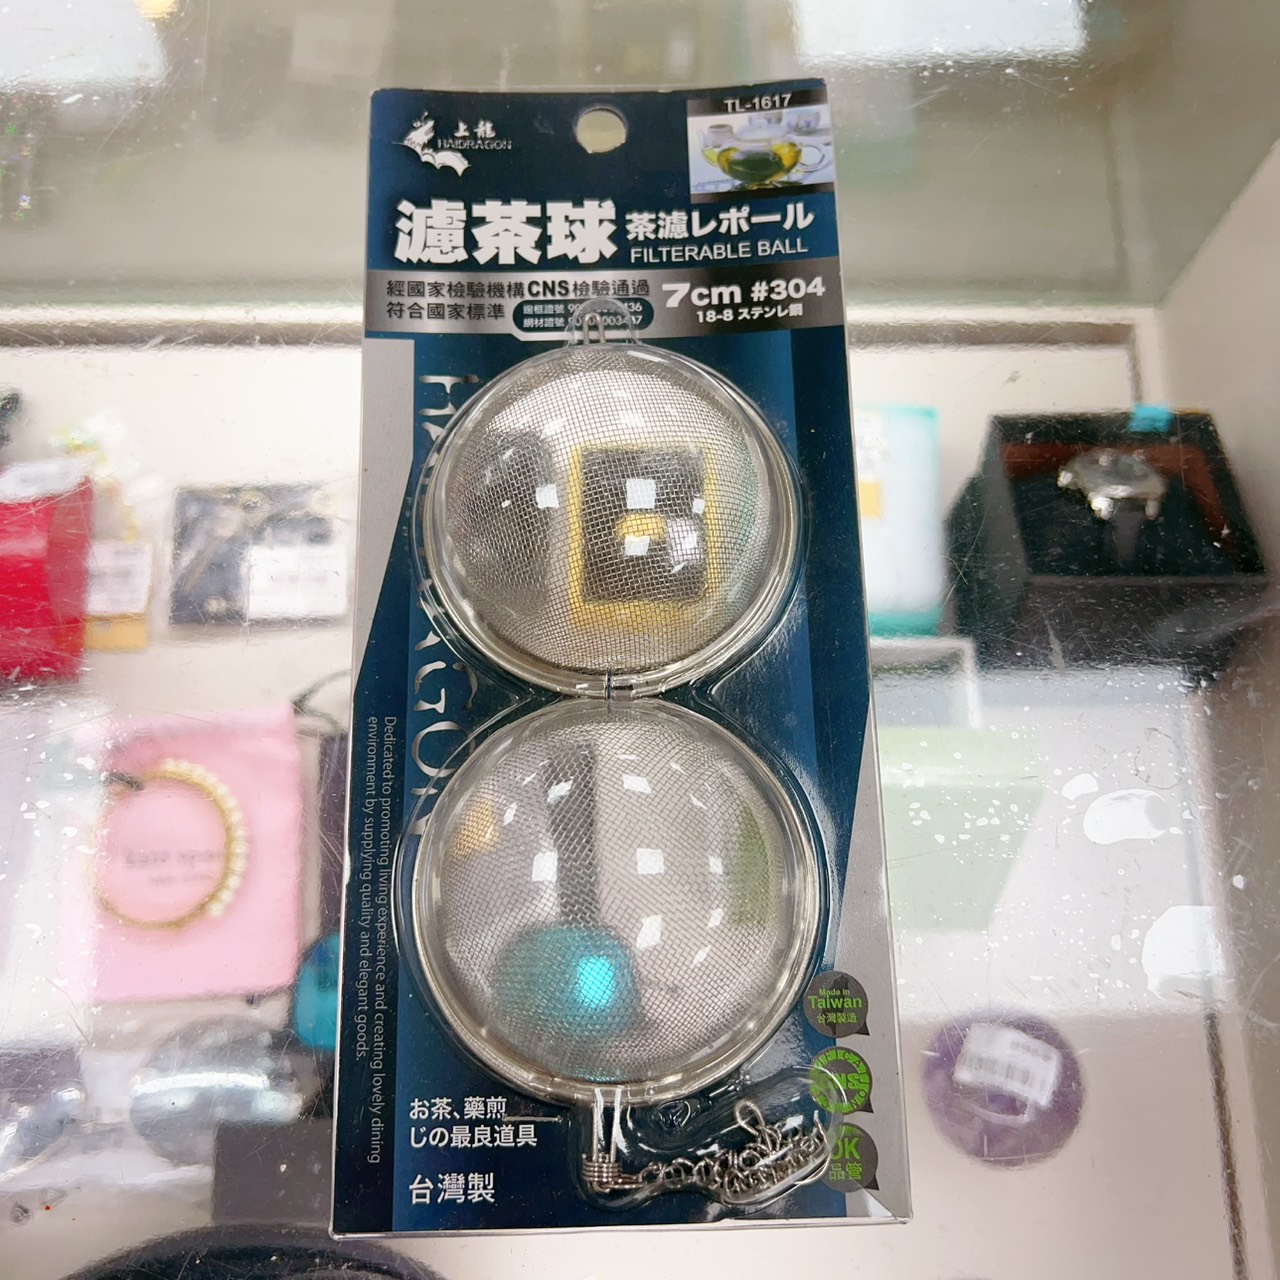 TL-1617
上龍
HAIDRAGON
濾茶球 茶濾レポール
FILTERABLE BALL
經國家檢驗機構CNS檢驗通過
符合國家標準
7cm #304
18-8 ステンレ鋼
Dedicated to promoting living experience and creating lovely dining
environment by supplying quality and elegant goods.
Made in
Taiwan
台灣製造
OK
品管
お茶、藥煎
じの最良道具
台灣製